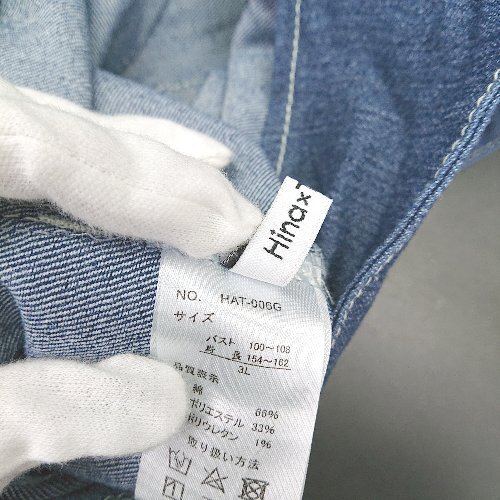 Hina×T
NO. HAT-006G
サイズ
バスト 100~108
身長 154~162
3L
品質表示
綿 66%
ポリエステル 33%
ポリウレタン 1%
取り扱い方法